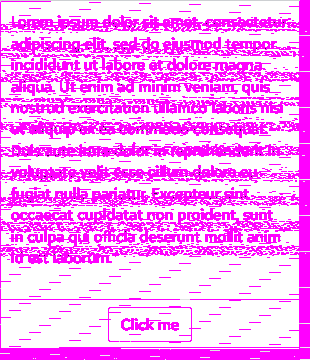 Lorem ipsum dolor sit amet, consectetur
adipiscing elit, sed do eiusmod tempor
incididunt ut labore et dolore magna
aliqua. Ut enim ad minim veniam, quis
nostrud exercitation ullamco laboris nisi
ut aliquip ex ea commodo consequat.
Duis aute irure dolor in reprehenderit in
voluptate velit esse cillum dolore eu
fugiat nulla pariatur. Excepteur sint
occaecat cupidatat non proident, sunt
in culpa qui officia deserunt mollit anim
id est laborum.
Click me